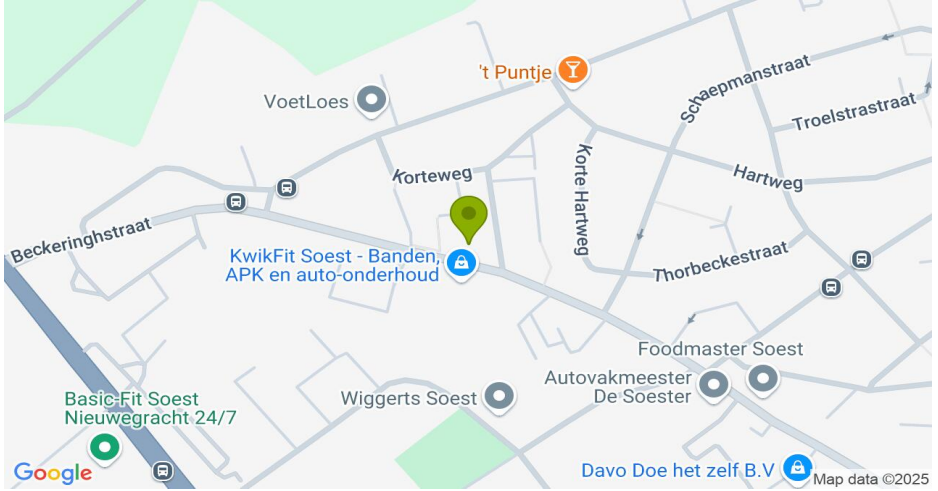 't Puntje
Schaepmanstraat
VoetLoes
Troelstrastraat
Korteweg
Korte Hartweg
Hartweg
Beckeringhstraat
KwikFit Soest - Banden,
APK en auto-onderhoud
Thorbeckestraat
Foodmaster Soest
Autovakmeester
De Soester
Wiggerts Soest
Basic-Fit Soest
Nieuwegracht 24/7
Davo Doe het zelf B.V
Google
Map data ©2025